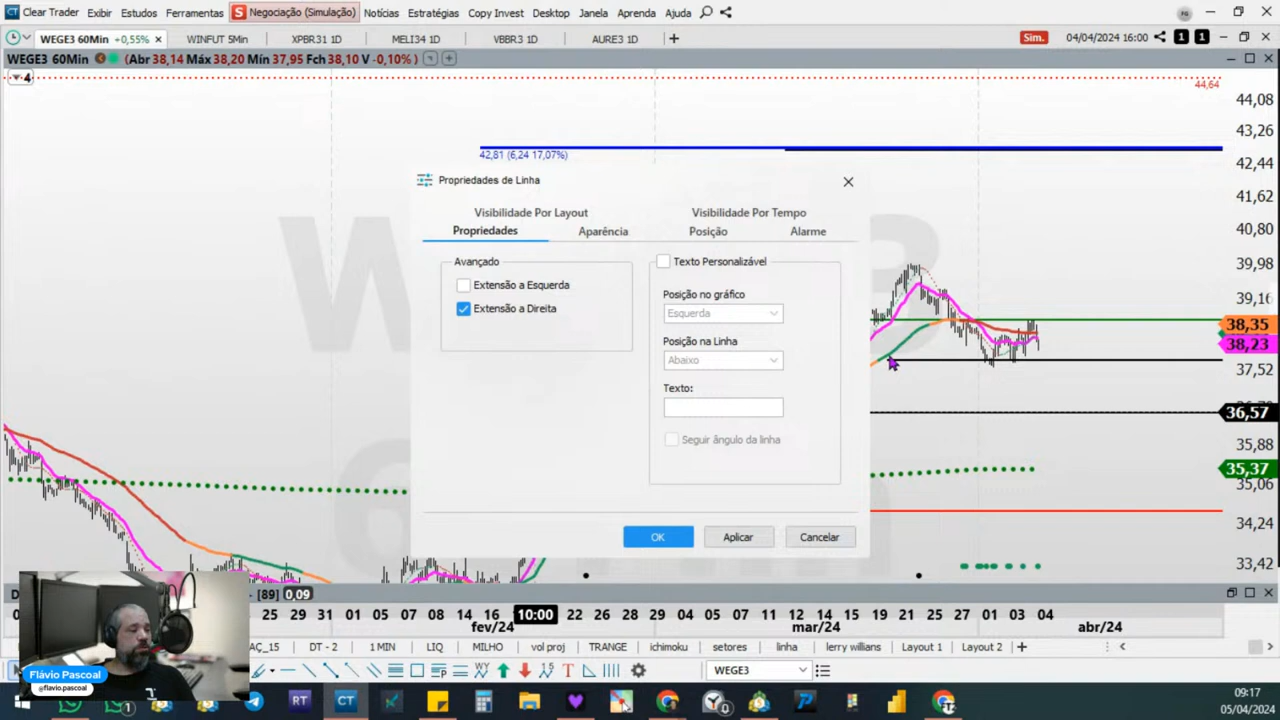 CT Clear Trader Exibir Estudos Ferramentas S Negociação (Simulação) Notícias Estratégias Copy Invest Desktop Janela Aprenda Ajuda
WEGE3 60Min +0,55% WINFUT 5Min XPBR31 1D MELI34 1D VBBR3 1D AURE3 1D Sim. 04/04/2024 16:00 1 1
WEGE3 60Min (Abr 38,14 Máx 38,20 Mín 37,95 Fch 38,10 V -0,10% )
4
44,64
44,08
43,26
42,81 (6,24 17,07%)
42,44
41,62
40,80
39,98
39,16
38,35
38,23
37,52
36,57
35,88
35,37
35,06
34,24
33,42
Propriedades de Linha
Visibilidade Por Layout Visibilidade Por Tempo
Propriedades Aparência Posição Alarme
Avançado
Extensão a Esquerda
Extensão a Direita
Texto Personalizável
Posição no gráfico
Esquerda
Posição na Linha
Abaixo
Texto:
Seguir ângulo da linha
OK Aplicar Cancelar
[89] 0,09
25 29 31 01 05 07 09 14 16 10:00 22 26 28 29 04 05 07 11 14 15 19 21 25 01 03 04
fev/24 mar/24 abr/24
1 MIN LIQ MILHO vol proj TRANGE ichimoku setores linha lerry willians Layout 1 Layout 2
DT - 2
WEGE3
Flávio Pascoal
@flavio.pascoal
RT CT
09:17
05/04/2024